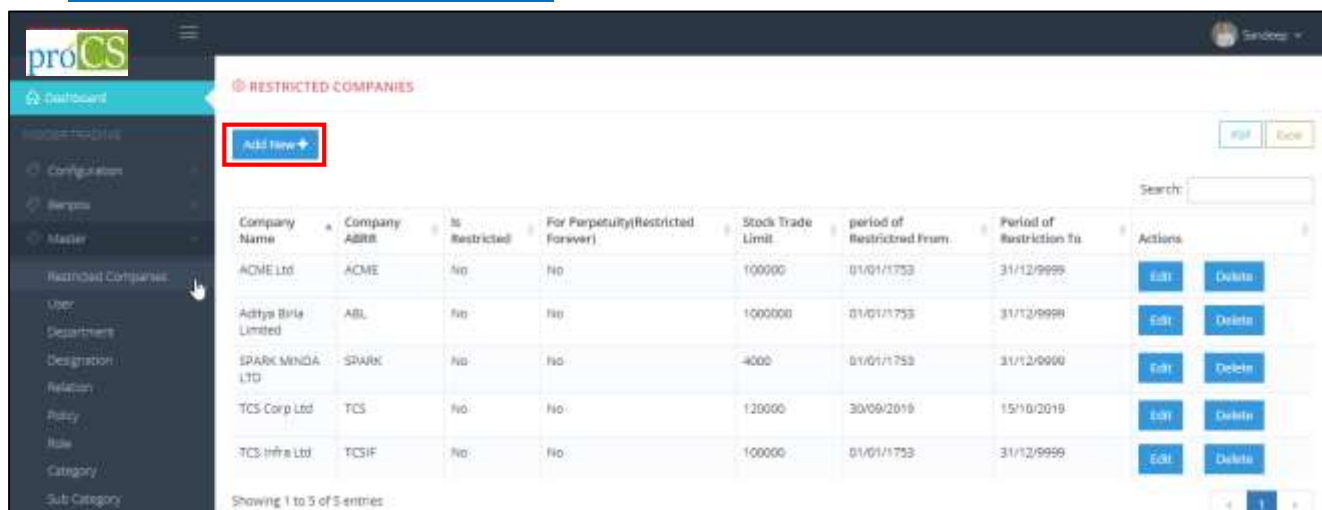 proCS
Sandeep
Dashboard
RESTRICTED COMPANIES
INSIDER TRADING
Add New +
PDF Excel
Configuration
Benpos
Search:
Master
Company Name Company ABRR Is Restricted For Perpetuity(Restricted Forever) Stock Trade Limit period of Restrictred From Period of Restriction To Actions
Restricted Companies
ACME Ltd ACME No No 100000 01/01/1753 31/12/9999 Edit Delete
User
Aditya Birla Limited ABL No No 1000000 01/01/1753 31/12/9999 Edit Delete
Department
Designation
SPARK MINDA LTD SPARK No No 4000 01/01/1753 31/12/9999 Edit Delete
Relation
Policy
TCS Corp Ltd TCS No No 120000 30/09/2019 15/10/2019 Edit Delete
Role
TCS Infra Ltd TCSIF No No 100000 01/01/1753 31/12/9999 Edit Delete
Category
Sub Category
Showing 1 to 5 of 5 entries
1